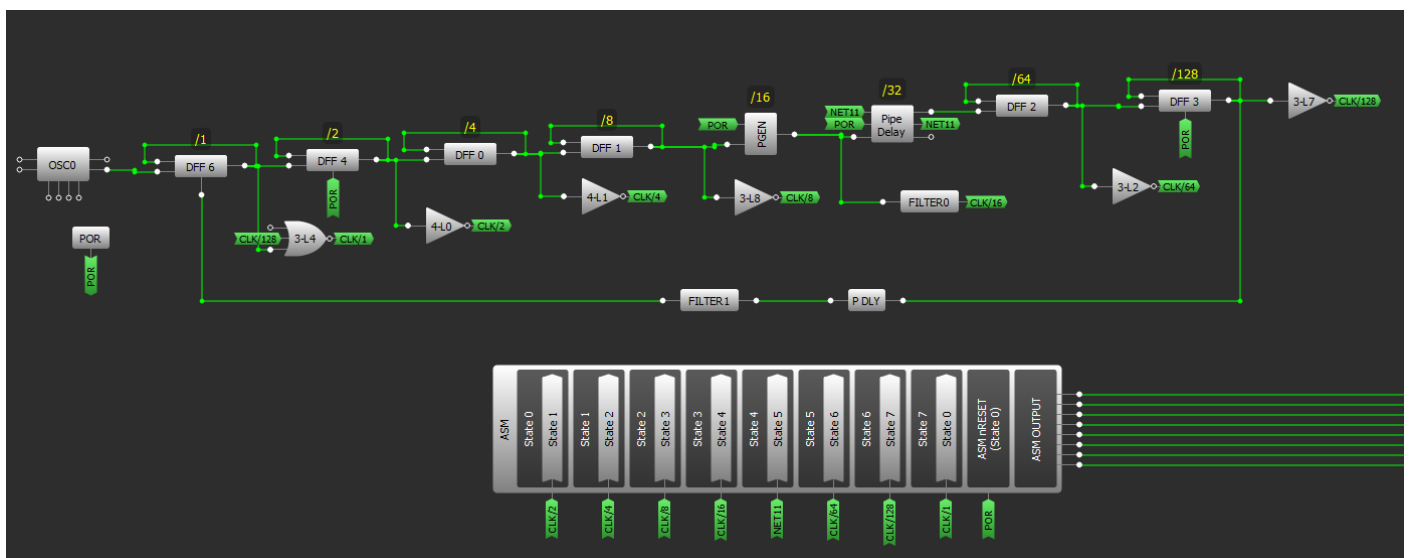 /1
/2
/4
/8
/16
/32
/64
/128
OSC0
DFF 6
DFF 4
DFF 0
DFF 1
POR
PGEN
NET11
POR
Pipe
Delay
NET11
DFF 2
DFF 3
3-L7
CLK/128
POR
POR
POR
POR
CLK/128
3-L4
CLK/1
4-L0
CLK/2
4-L1
CLK/4
3-L8
CLK/8
FILTER0
CLK/16
3-L2
CLK/64
FILTER1
P DLY
ASM
State 0
State 1
State 1
State 2
State 2
State 3
State 3
State 4
State 4
State 5
State 5
State 6
State 6
State 7
State 7
State 0
ASM nRESET
(State 0)
ASM OUTPUT
CLK/2
CLK/4
CLK/8
CLK/16
NET11
CLK/64
CLK/128
CLK/1
POR